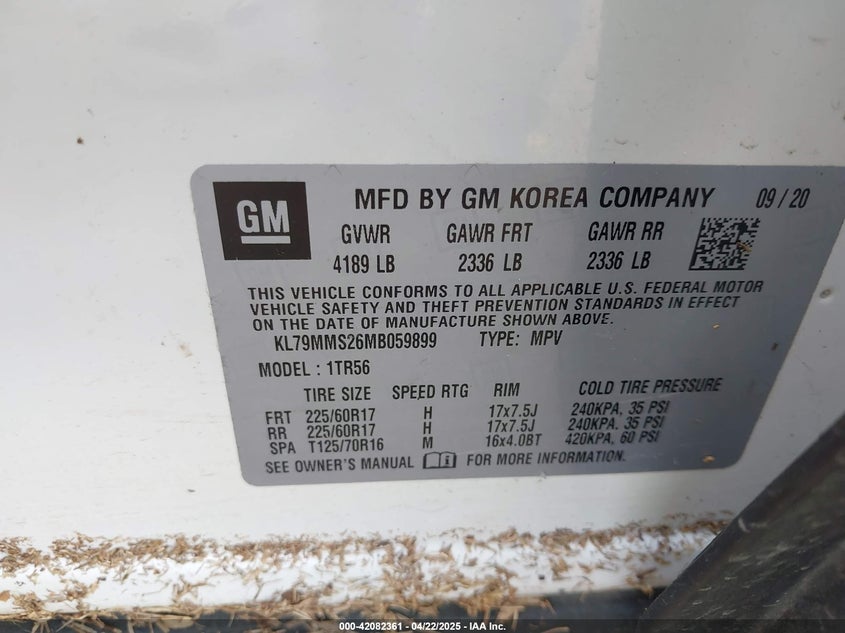 GM
MFD BY GM KOREA COMPANY 09/20
GVWR GAWR FRT GAWR RR
4189 LB 2336 LB 2336 LB
THIS VEHICLE CONFORMS TO ALL APPLICABLE U.S. FEDERAL MOTOR
VEHICLE SAFETY AND THEFT PREVENTION STANDARDS IN EFFECT
ON THE DATE OF MANUFACTURE SHOWN ABOVE.
KL79MMS26MB059899 TYPE: MPV
MODEL : 1TR56
TIRE SIZE SPEED RTG RIM COLD TIRE PRESSURE
FRT 225/60R17 H 17x7.5J 240KPA, 35 PSI
RR 225/60R17 H 17x7.5J 240KPA, 35 PSI
SPA T125/70R16 M 16x4.0BT 420KPA, 60 PSI
SEE OWNER'S MANUAL FOR MORE INFORMATION.
000-42082361 - 04/22/2025 - IAA Inc.